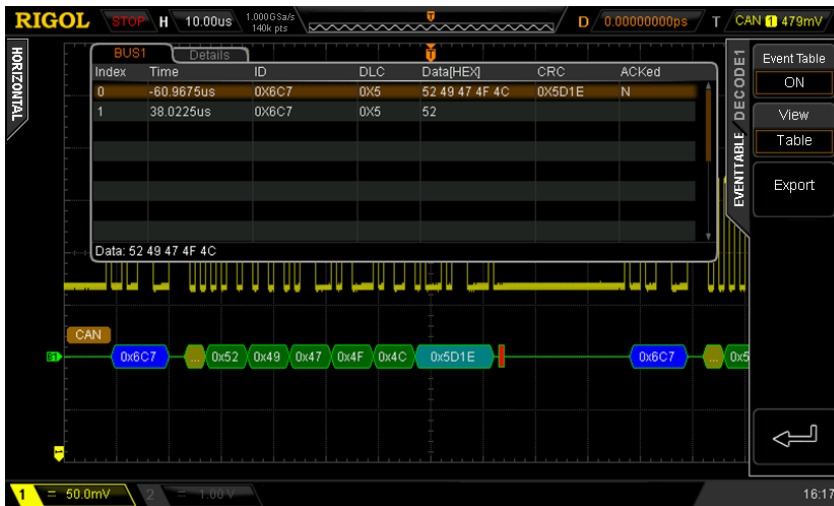 RIGOL STOP H 10.00us 1.000GSa/s 140k pts D 0.00000000ps T CAN 1 479mV
HORIZONTAL
BUS1 Details
T
Index Time ID DLC Data[HEX] CRC ACKed
0 -60.9675us 0X6C7 0X5 52 49 47 4F 4C 0X5D1E N
1 38.0225us 0X6C7 0X5 52
Data: 52 49 47 4F 4C
EVENTTABLE DECODE1
Event Table
ON
View
Table
Export
CAN
B1 0x6C7 ... 0x52 0x49 0x47 0x4F 0x4C 0x5D1E 0x6C7 ... 0x5
1 = 50.0mV 2 = 1.00 V 16:17